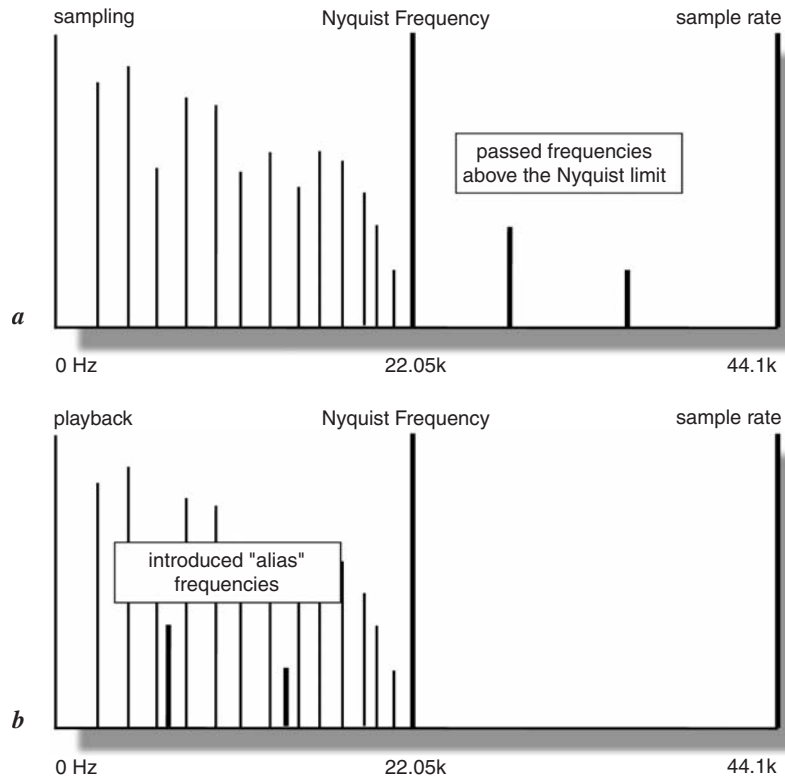 sampling Nyquist Frequency sample rate
passed frequencies
above the Nyquist limit
a
0 Hz 22.05k 44.1k
playback Nyquist Frequency sample rate
introduced "alias"
frequencies
b
0 Hz 22.05k 44.1k